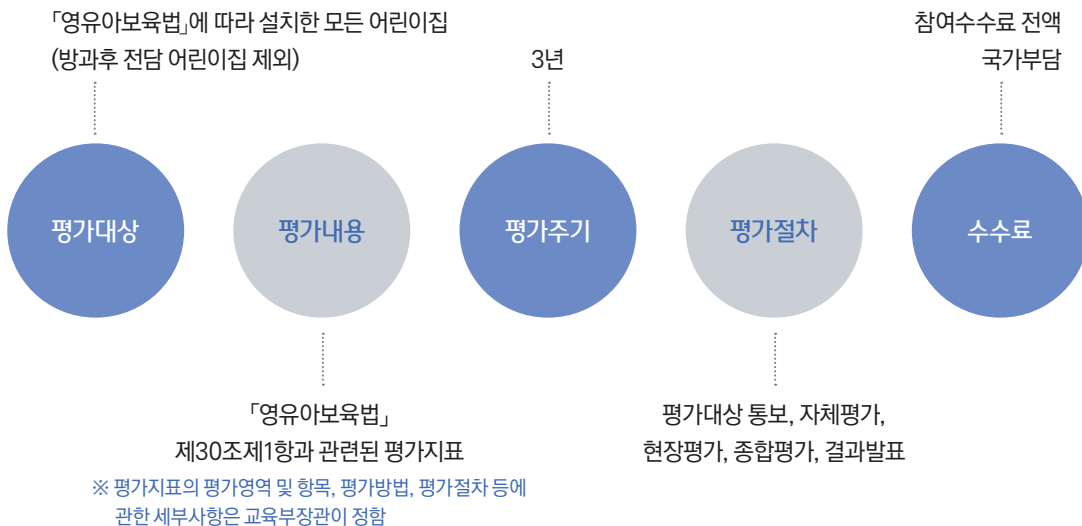 「영유아보육법」에 따라 설치한 모든 어린이집
(방과후 전담 어린이집 제외)
3년
참여수수료 전액
국가부담
평가대상
평가내용
평가주기
평가절차
수수료
「영유아보육법」
제30조제1항과 관련된 평가지표
※ 평가지표의 평가영역 및 항목, 평가방법, 평가절차 등에
관한 세부사항은 교육부장관이 정함
평가대상 통보, 자체평가,
현장평가, 종합평가, 결과발표